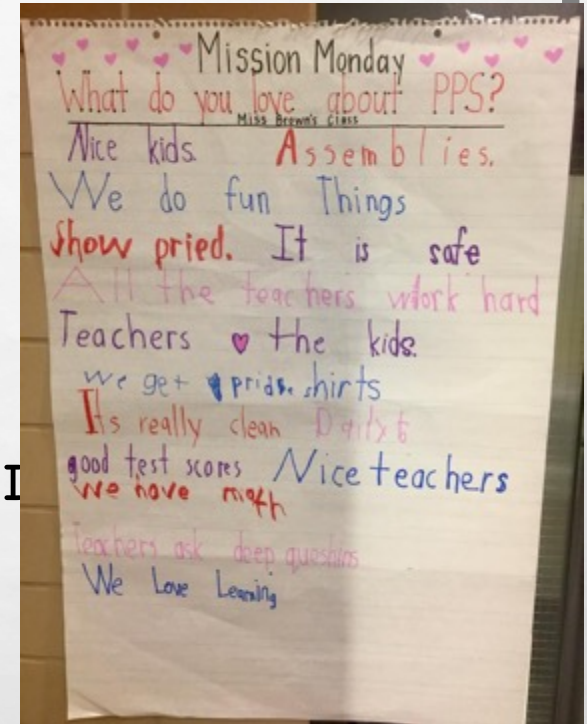 Mission Monday
What do you love about PPS?
Miss Brown's Class
Nice kids. Assemblies.
We do fun Things
Show pried. It is safe
All the teachers work hard
Teachers ♥ the kids.
we get pride shirts
Its really clean
good test scores Nice teachers
I
We have math
Teachers ask deep queshins
We Love Learning